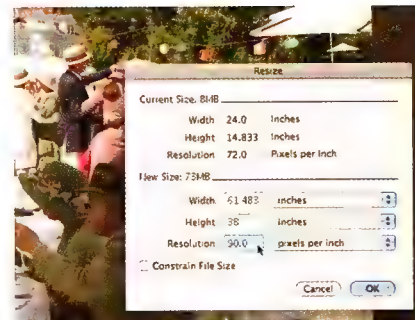 Resize
Current Size: 8MB
Width 24.0 inches
Height 14.833 inches
Resolution 72.0 Pixels per Inch
New Size: 73MB
Width 61.483 inches
Height 38 inches
Resolution 90.0 pixels per inch
Constrain File Size
Cancel OK